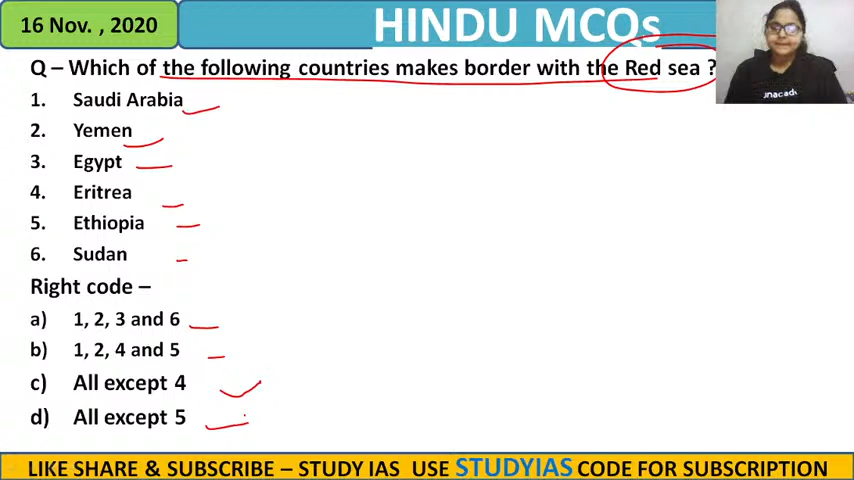 16 Nov. , 2020
HINDU MCQs
Q – Which of the following countries makes border with the Red sea ?
1. Saudi Arabia
2. Yemen
3. Egypt
4. Eritrea
5. Ethiopia
6. Sudan
Right code –
a) 1, 2, 3 and 6
b) 1, 2, 4 and 5
c) All except 4
d) All except 5
LIKE SHARE & SUBSCRIBE – STUDY IAS USE STUDYIAS CODE FOR SUBSCRIPTION